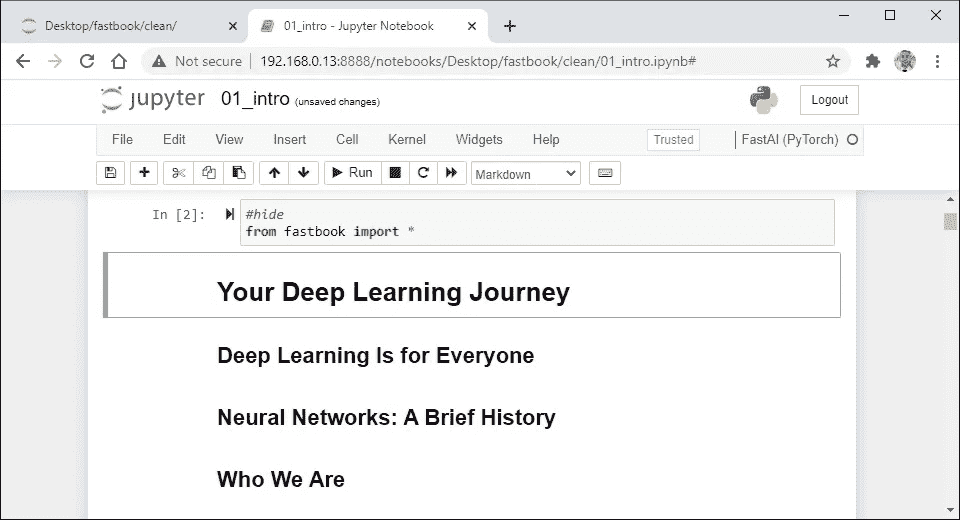 Desktop/fastbook/clean/
01_intro - Jupyter Notebook
Not secure | 192.168.0.13:8888/notebooks/Desktop/fastbook/clean/01_intro.ipynb#
jupyter 01_intro (unsaved changes)
Logout
File Edit View Insert Cell Kernel Widgets Help Trusted FastAI (PyTorch)
Run Markdown
In [2]: #hide
from fastbook import *
Your Deep Learning Journey
Deep Learning Is for Everyone
Neural Networks: A Brief History
Who We Are